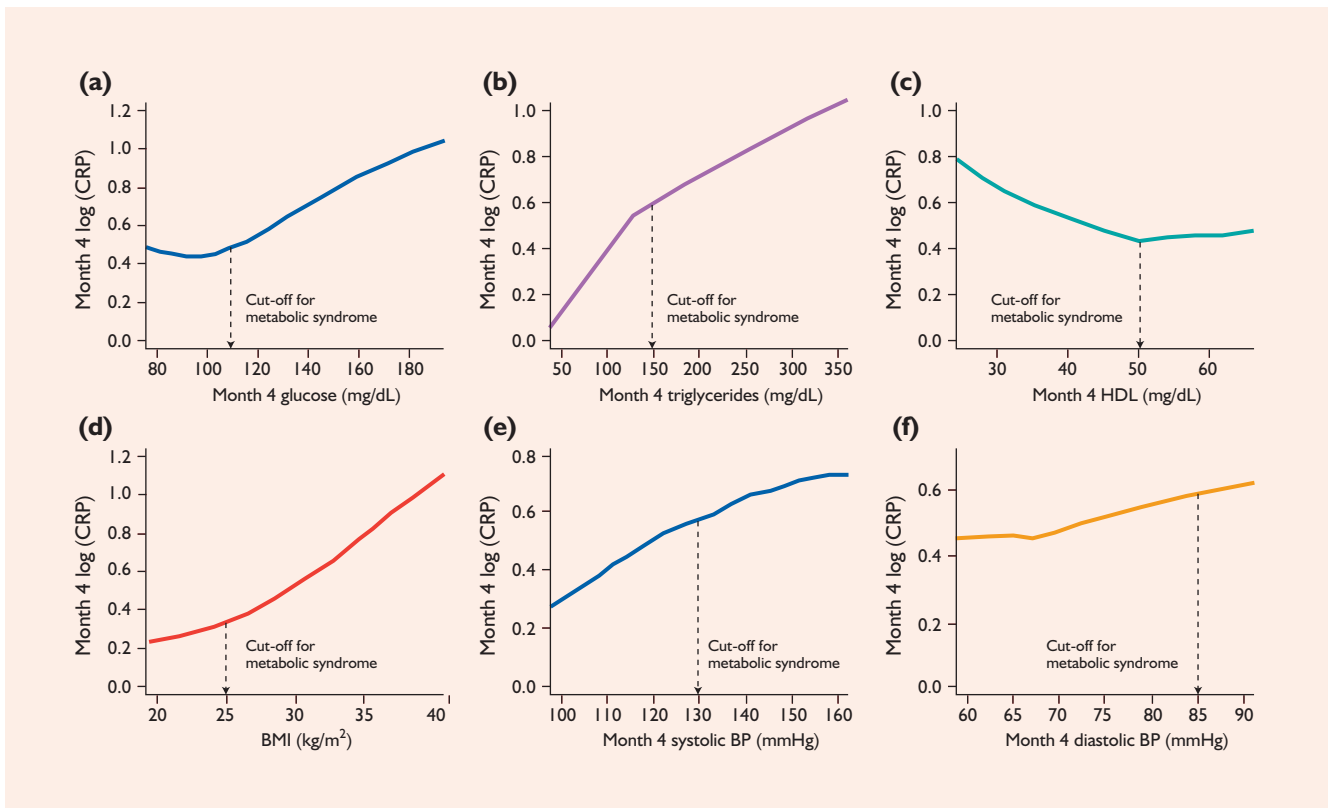 (a)
Month 4 log (CRP)
1.2
1.0
0.8
0.6
0.4
0.2
0.0
Cut-off for
metabolic syndrome
80 100 120 140 160 180
Month 4 glucose (mg/dL)
(b)
Month 4 log (CRP)
1.0
0.8
0.6
0.4
0.2
0.0
Cut-off for
metabolic syndrome
50 100 150 200 250 300 350
Month 4 triglycerides (mg/dL)
(c)
Month 4 log (CRP)
1.0
0.8
0.6
0.4
0.2
0.0
Cut-off for
metabolic syndrome
30 40 50 60
Month 4 HDL (mg/dL)
(d)
Month 4 log (CRP)
1.2
1.0
0.8
0.6
0.4
0.2
0.0
Cut-off for
metabolic syndrome
20 25 30 35 40
BMI (kg/m²)
(e)
Month 4 log (CRP)
0.8
0.6
0.4
0.2
0.0
Cut-off for
metabolic syndrome
100 110 120 130 140 150 160
Month 4 systolic BP (mmHg)
(f)
Month 4 log (CRP)
0.6
0.4
0.2
0.0
Cut-off for
metabolic syndrome
60 65 70 75 80 85 90
Month 4 diastolic BP (mmHg)